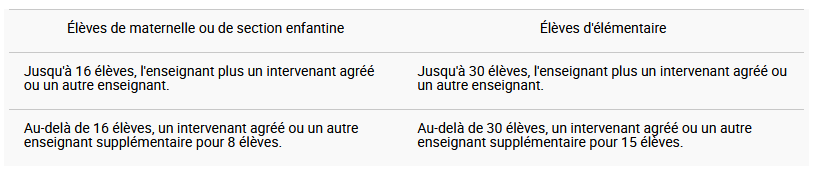 Élèves de maternelle ou de section enfantine
Élèves d'élémentaire
Jusqu'à 16 élèves, l'enseignant plus un intervenant agréé
ou un autre enseignant.
Jusqu'à 30 élèves, l'enseignant plus un intervenant agréé ou
un autre enseignant.
Au-delà de 16 élèves, un intervenant agréé ou un autre
enseignant supplémentaire pour 8 élèves.
Au-delà de 30 élèves, un intervenant agréé ou un autre
enseignant supplémentaire pour 15 élèves.